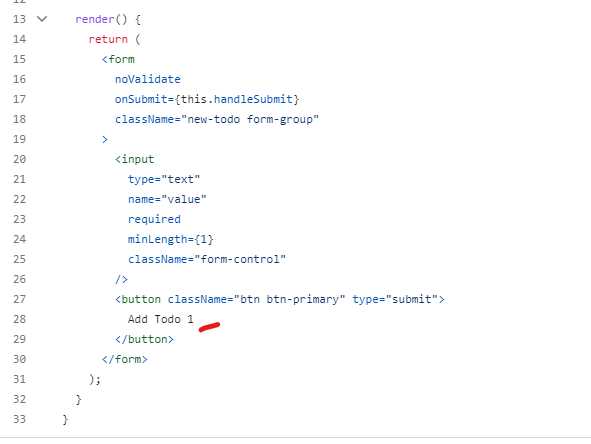 13 render() {
14 return (
15 <form
16 noValidate
17 onSubmit={this.handleSubmit}
18 className="new-todo form-group"
19 >
20 <input
21 type="text"
22 name="value"
23 required
24 minLength={1}
25 className="form-control"
26 />
27 <button className="btn btn-primary" type="submit">
28 Add Todo 1
29 </button>
30 </form>
31 );
32 }
33 }